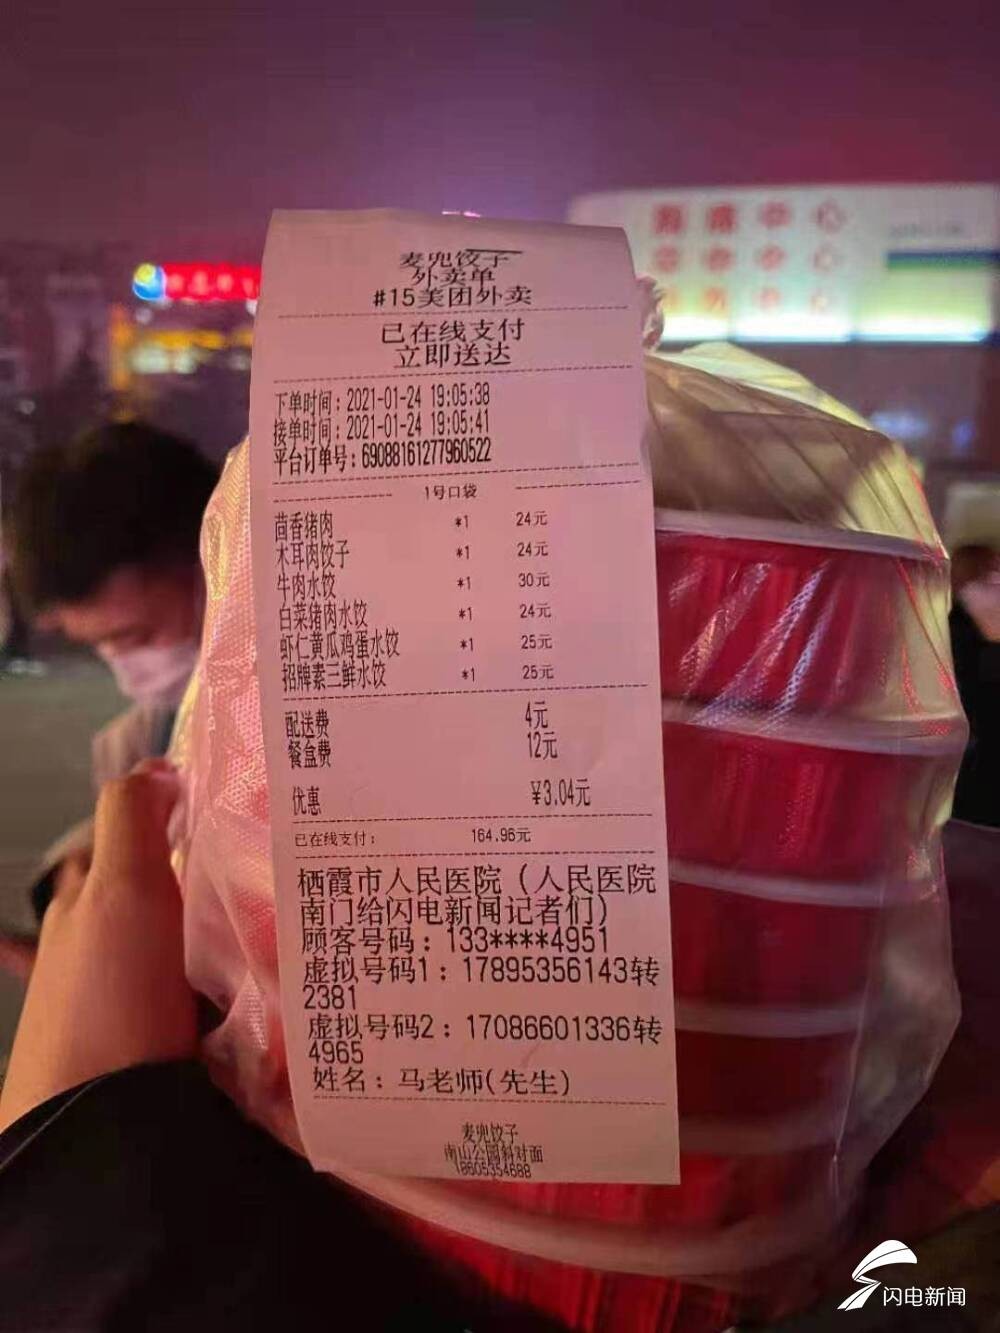 麦兜饺子
外卖单
#15美团外卖
已在线支付
立即送达
下单时间：2021-01-24 19:05:38
接单时间：2021-01-24 19:05:41
平台订单号：69088161277960522
1号口袋
茴香猪肉 *1 24元
木耳肉饺子 *1 24元
牛肉水饺 *1 30元
白菜猪肉水饺 *1 24元
虾仁黄瓜鸡蛋水饺 *1 25元
招牌素三鲜水饺 *1 25元
配送费 4元
餐盒费 12元
优惠 ¥3.04元
已在线支付： 164.96元
栖霞市人民医院（人民医院
南门给闪电新闻记者们）
顾客号码：133****4951
虚拟号码1：17895356143转
2381
虚拟号码2：17086601336转
4965
姓名：马老师(先生)
麦兜饺子
南山公园斜对面
18605354688
中心
闪电新闻